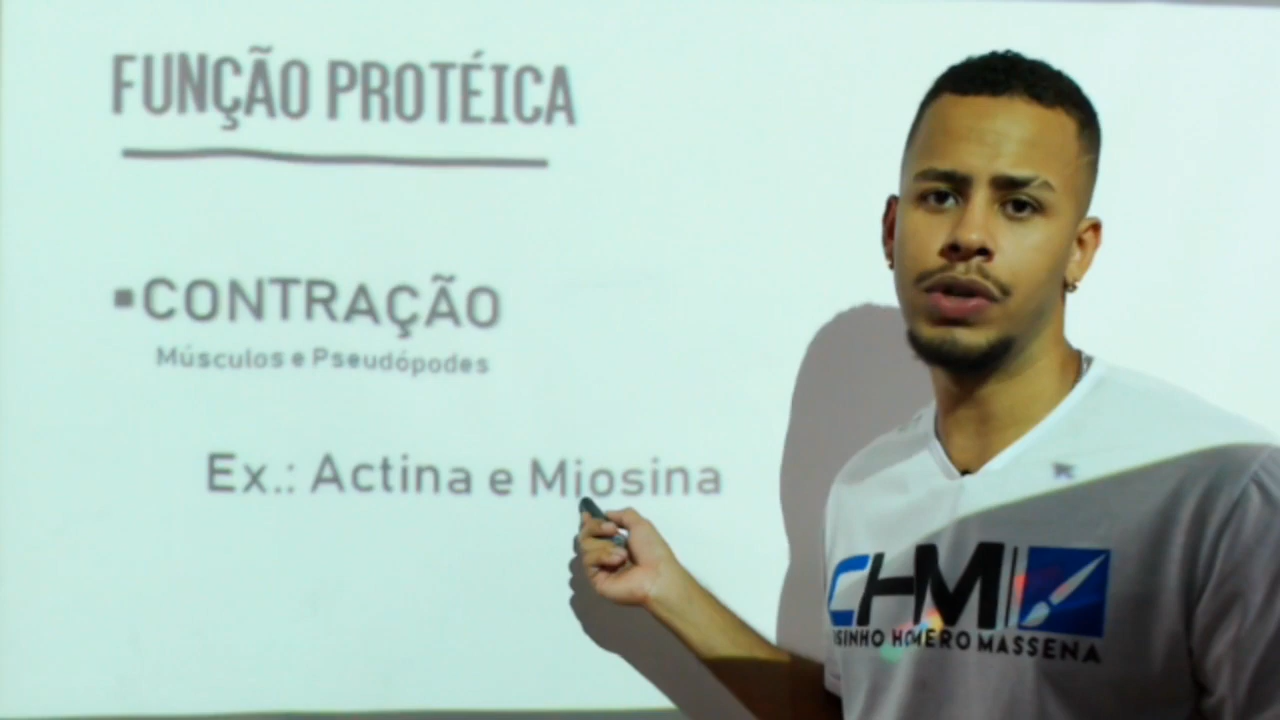 FUNÇÃO PROTÉICA
▪CONTRAÇÃO
Músculos e Pseudópodes
Ex.: Actina e Miosina
CHM
HOMERO MASSENA